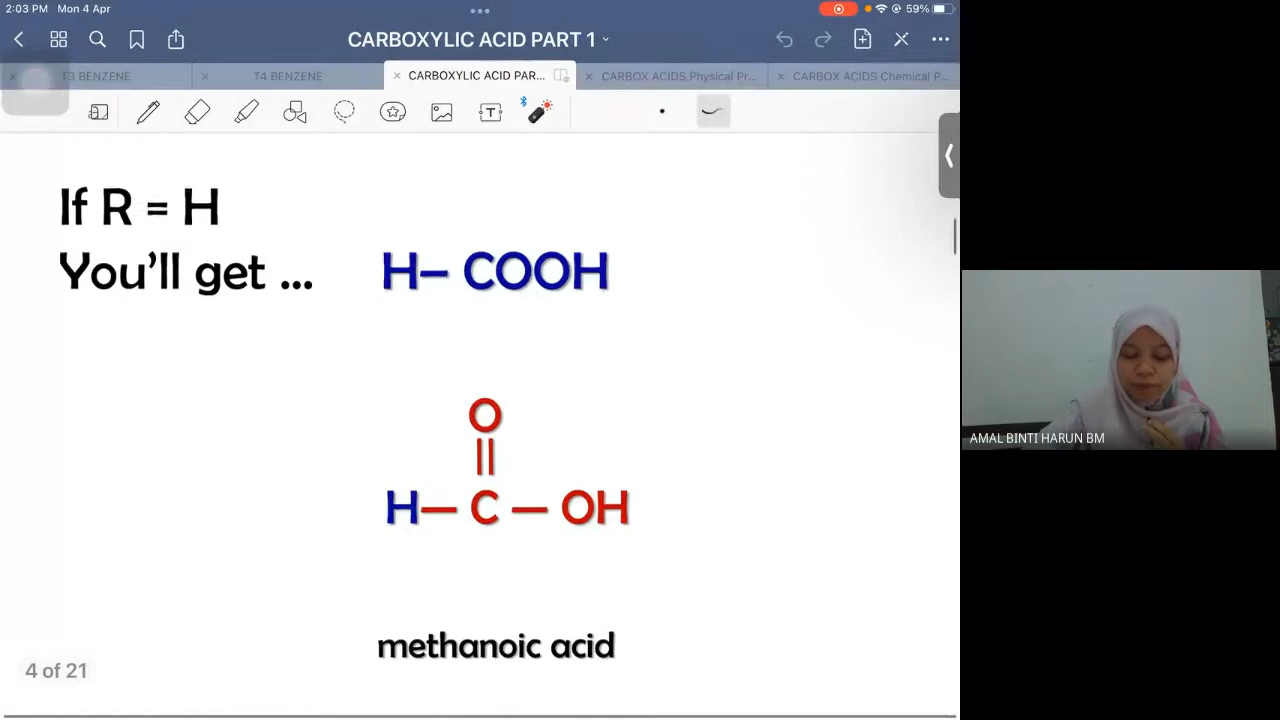 2:03 PM Mon 4 Apr
59%
CARBOXYLIC ACID PART 1
T3 BENZENE
T4 BENZENE
CARBOXYLIC ACID PAR...
CARBOX ACIDS Physical Pr...
CARBOX ACIDS Chemical P...
T
If R = H
You'll get ... H– COOH
O
||
H — C — OH
methanoic acid
4 of 21
AMAL BINTI HARUN BM